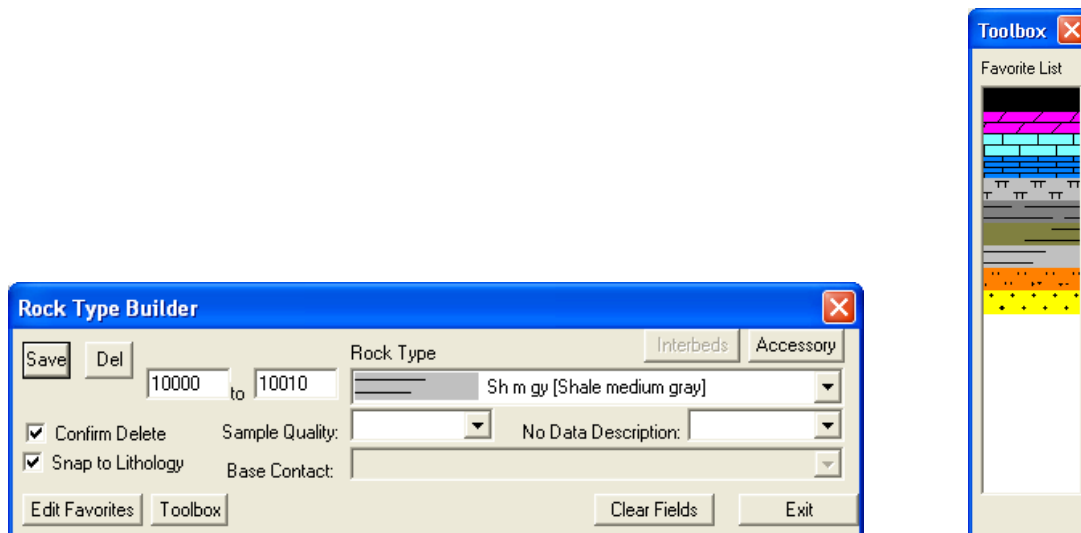 Toolbox
Favorite List
Rock Type Builder
Save Del
Rock Type
Interbeds Accessory
10000 to 10010
Sh m gy [Shale medium gray]
Confirm Delete Sample Quality: No Data Description:
Snap to Lithology Base Contact:
Edit Favorites Toolbox Clear Fields Exit